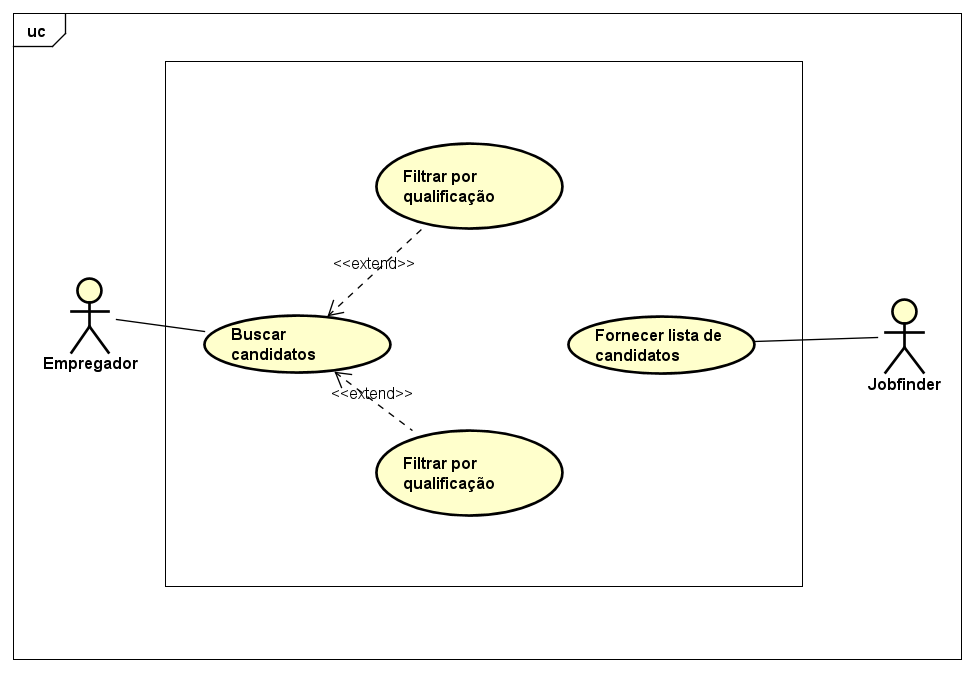 uc
Filtrar por
qualificação
<<extend>>
Empregador
Buscar
candidatos
Fornecer lista de
candidatos
Jobfinder
<<extend>>
Filtrar por
qualificação